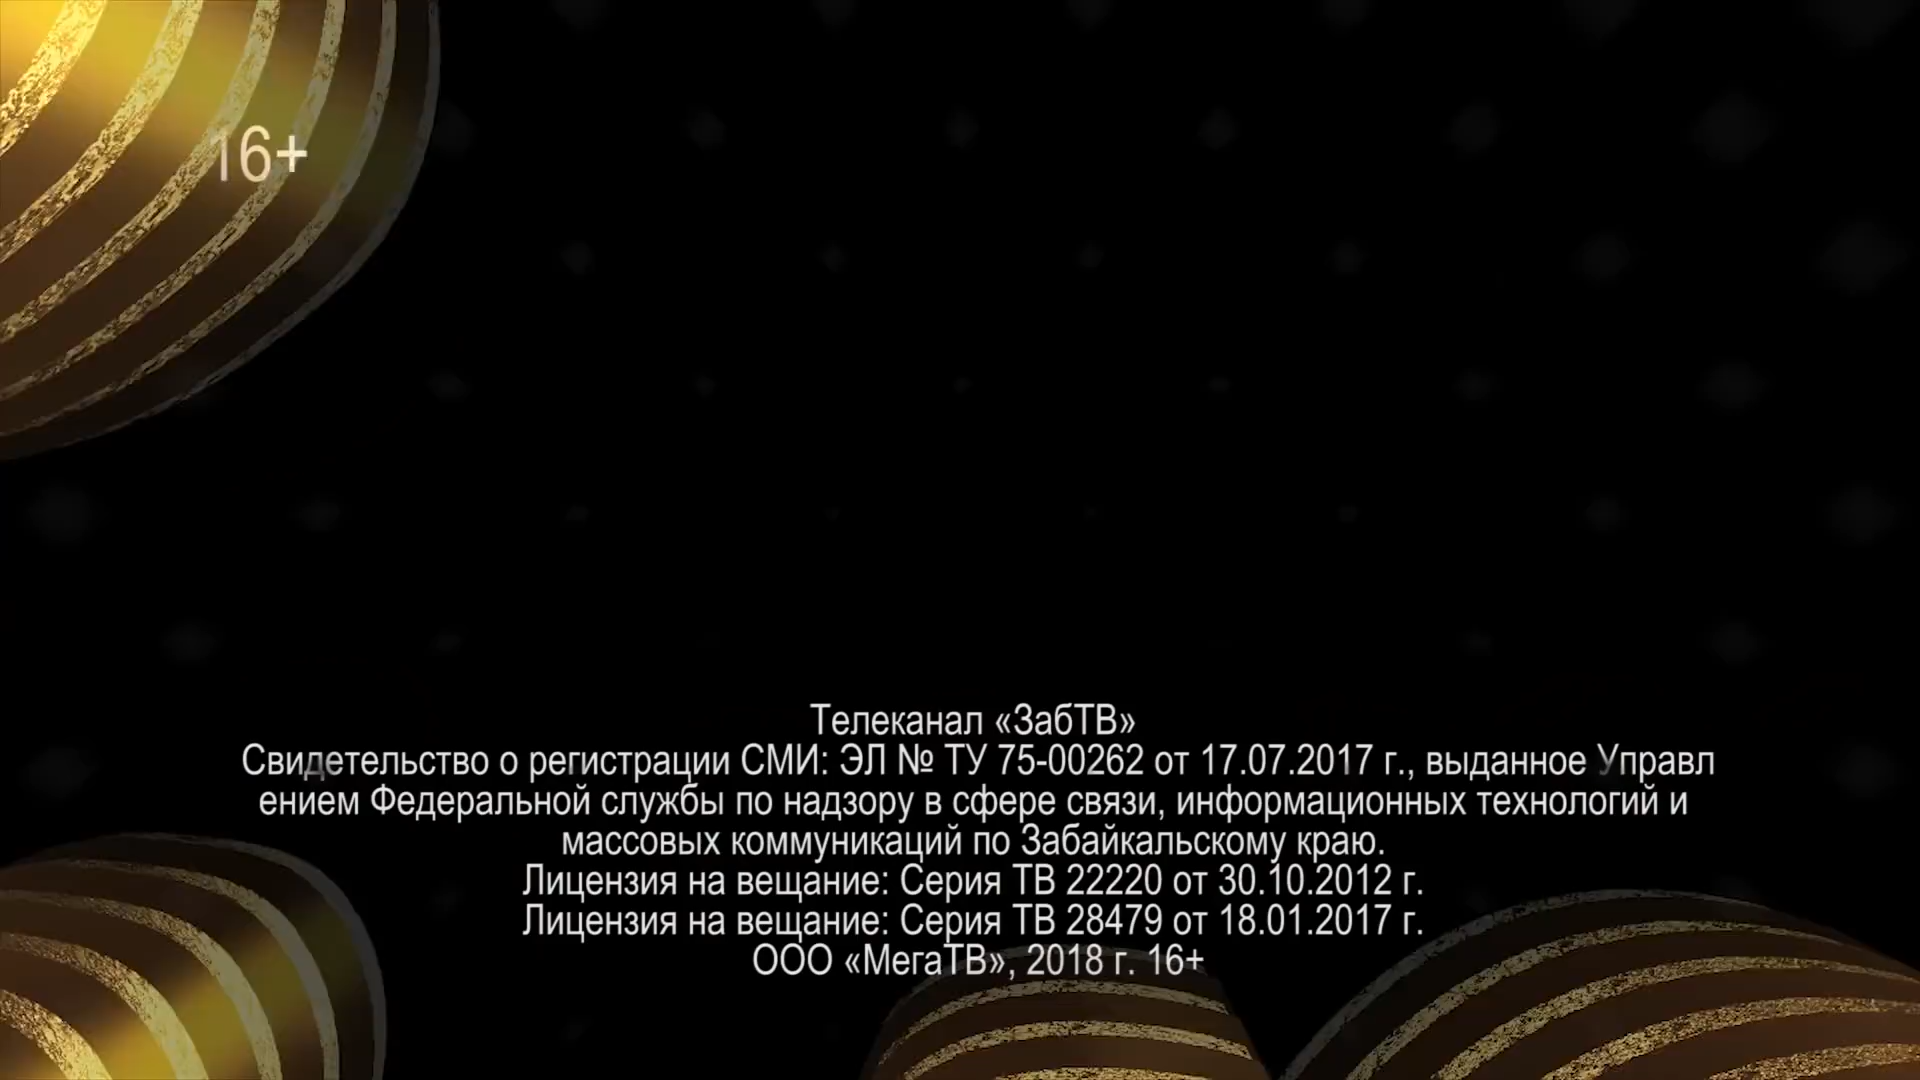 16+
Телеканал «ЗабТВ»
Свидетельство о регистрации СМИ: ЭЛ № ТУ 75-00262 от 17.07.2017 г., выданное Управл
ением Федеральной службы по надзору в сфере связи, информационных технологий и
массовых коммуникаций по Забайкальскому краю.
Лицензия на вещание: Серия ТВ 22220 от 30.10.2012 г.
Лицензия на вещание: Серия ТВ 28479 от 18.01.2017 г.
ООО «МегаТВ», 2018 г. 16+